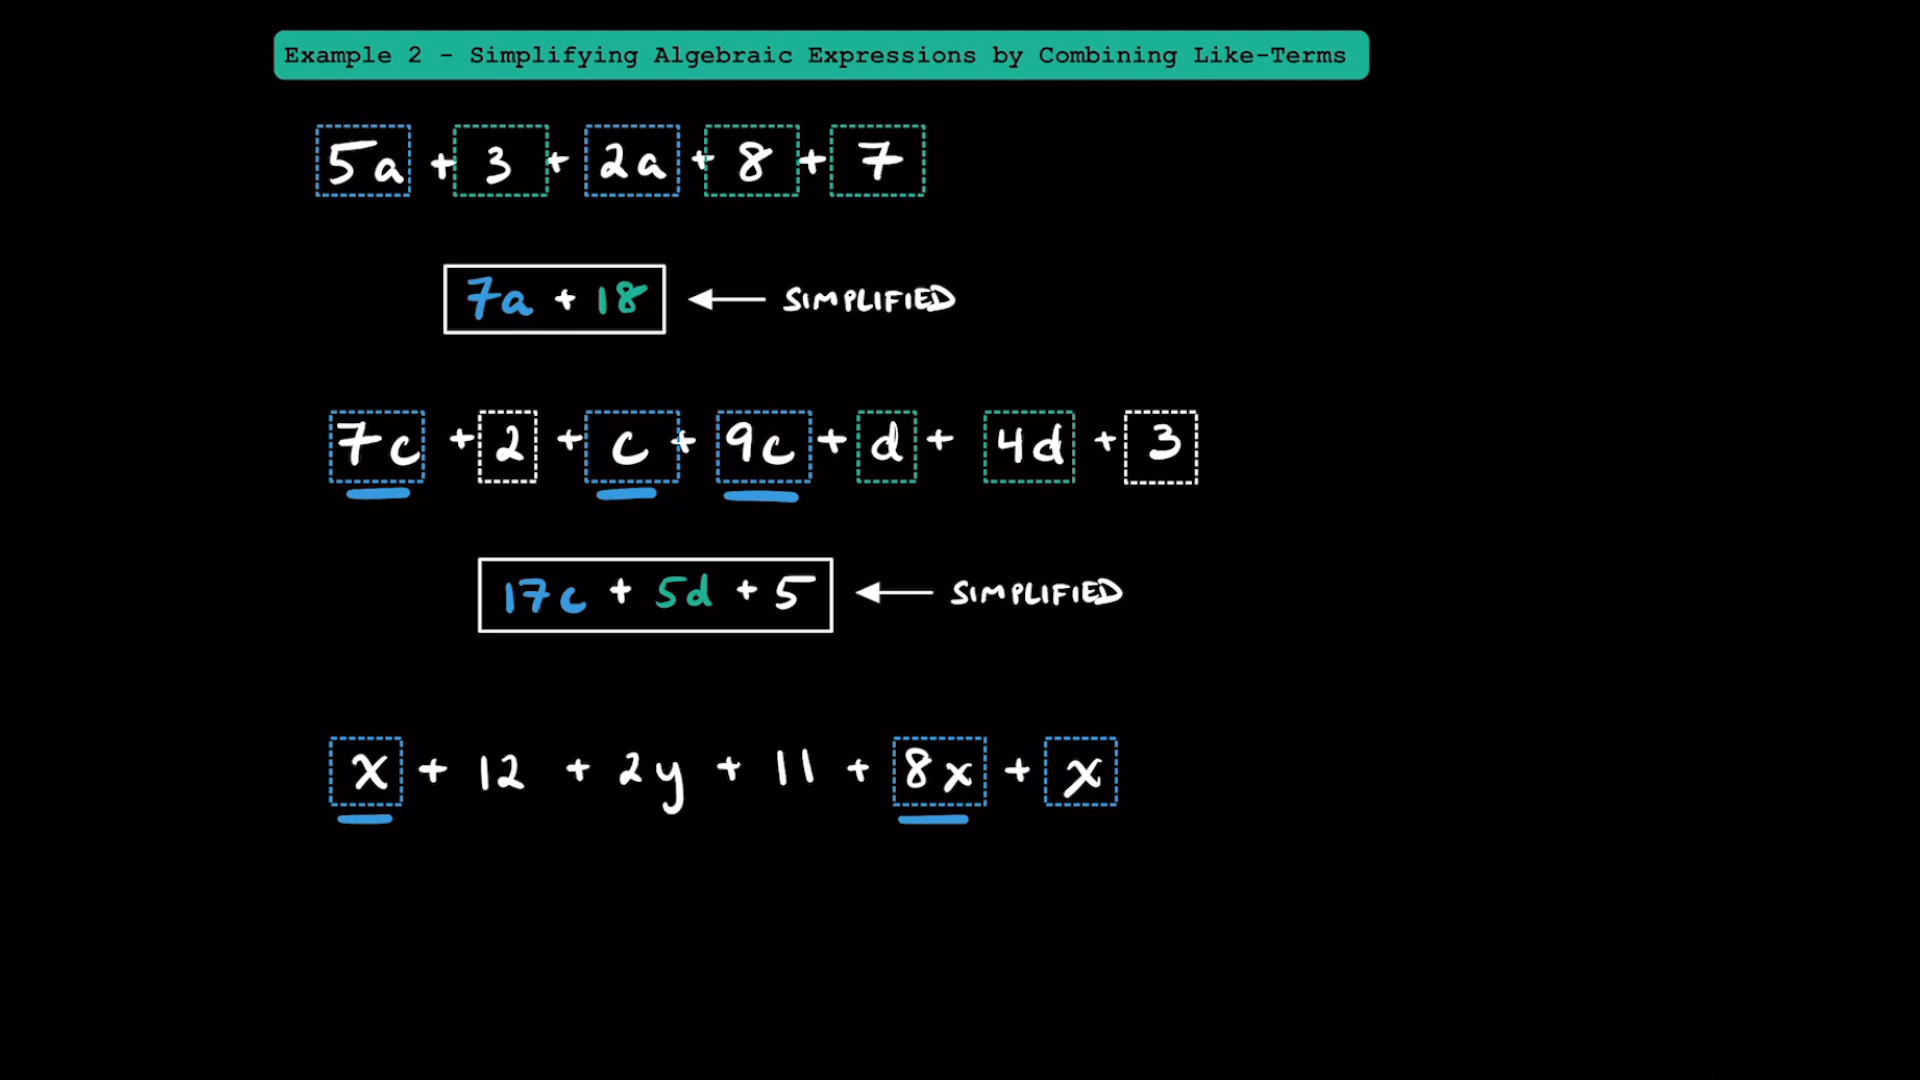 Example 2 - Simplifying Algebraic Expressions by Combining Like-Terms
5a + 3 + 2a + 8 + 7
7a + 18 SIMPLIFIED
7c + 2 + c + 9c + d + 4d + 3
17c + 5d + 5 SIMPLIFIED
x + 12 + 2y + 11 + 8x + x